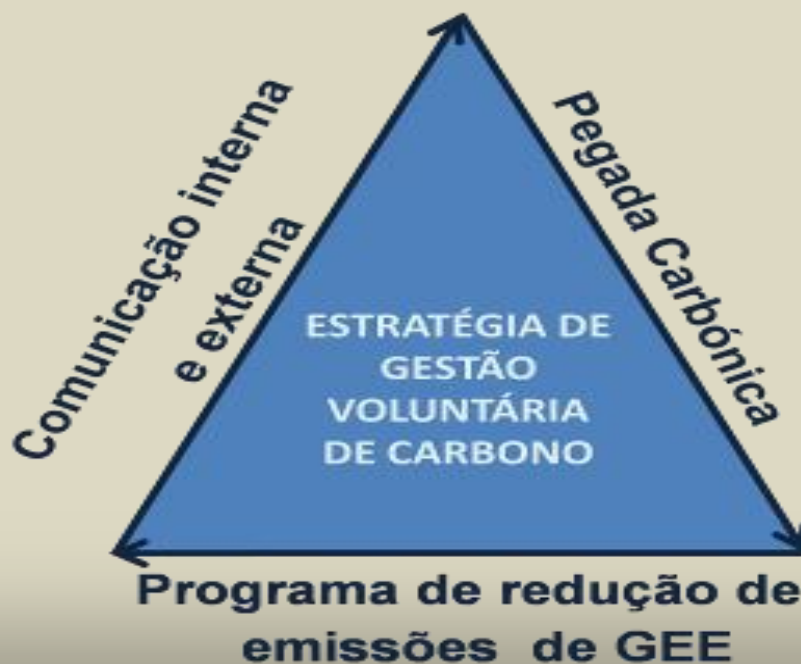 Comunicação interna
e externa
Pegada Carbónica
ESTRATÉGIA DE
GESTÃO
VOLUNTÁRIA
DE CARBONO
Programa de redução de
emissões de GEE